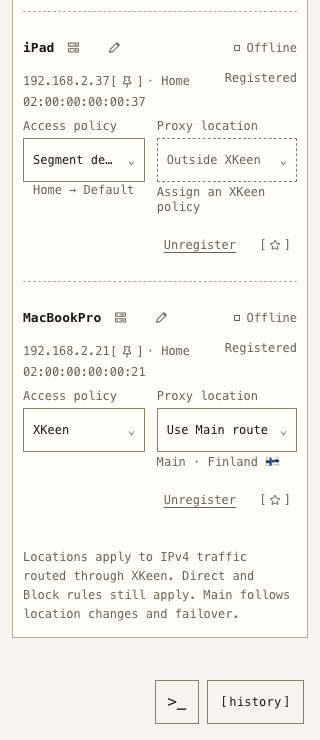 iPad
Offline
192.168.2.37[ ] · Home
Registered
02:00:00:00:00:37
Access policy
Proxy location
Segment de…
Outside XKeen
Home → Default
Assign an XKeen
policy
Unregister
[☆]
MacBookPro
Offline
192.168.2.21[ ] · Home
Registered
02:00:00:00:00:21
Access policy
Proxy location
XKeen
Use Main route
Main · Finland 🇫🇮
Unregister
[☆]
Locations apply to IPv4 traffic
routed through XKeen. Direct and
Block rules still apply. Main follows
location changes and failover.
>_
[history]